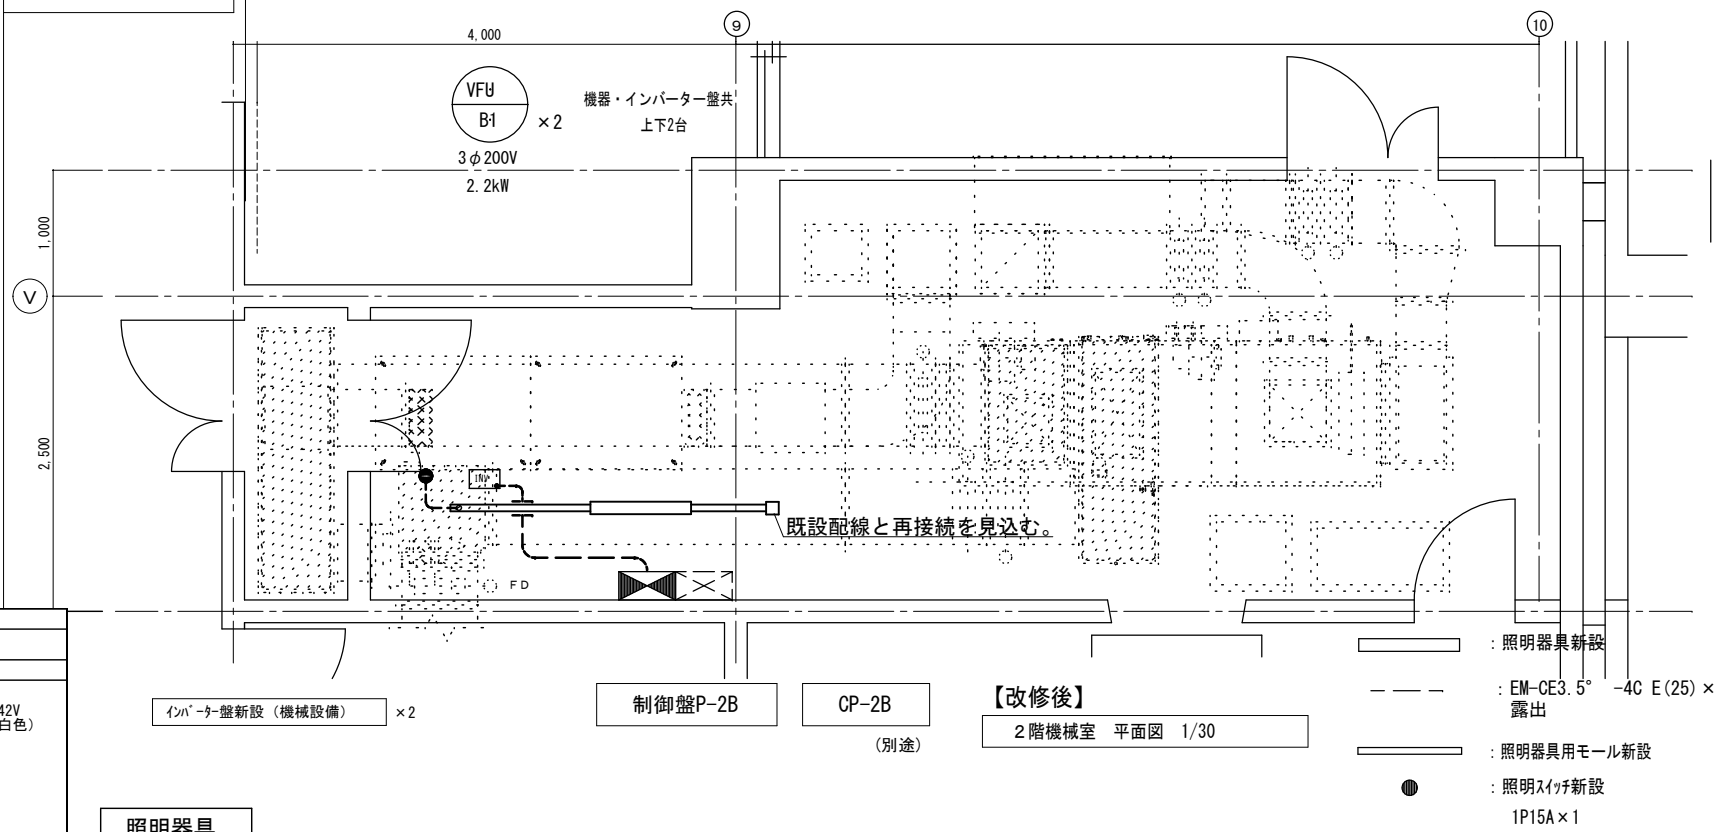 4,000
9
10
VFU
B-1
×2
機器・インバーター盤共
上下2台
3φ200V
2.2kW
1,000
V
2,500
INV
既設配線と再接続を見込む。
FD
:照明器具新設
制御盤P-2B
CP-2B
(別途)
【改修後】
2階機械室 平面図 1/30
インバーター盤新設(機械設備)
×2
42V
白色)
:EM-CE3.5° -4C E(25)×
露出
:照明器具用モール新設
:照明スイッチ新設
1P15A×1
照明器具